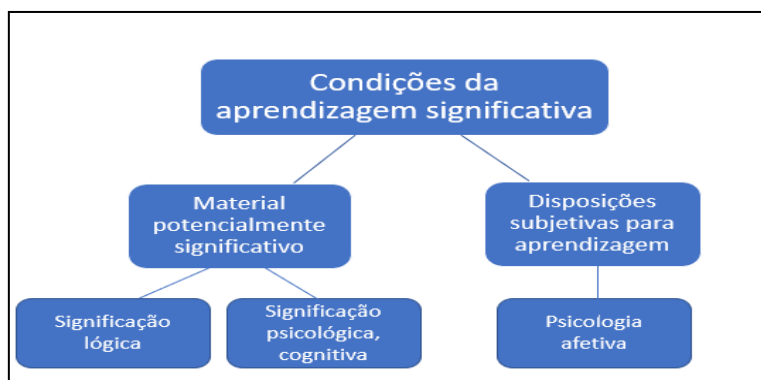 Condições da
aprendizagem significativa
Material
potencialmente
significativo
Disposições
subjetivas para
aprendizagem
Significação
lógica
Significação
psicológica,
cognitiva
Psicologia
afetiva